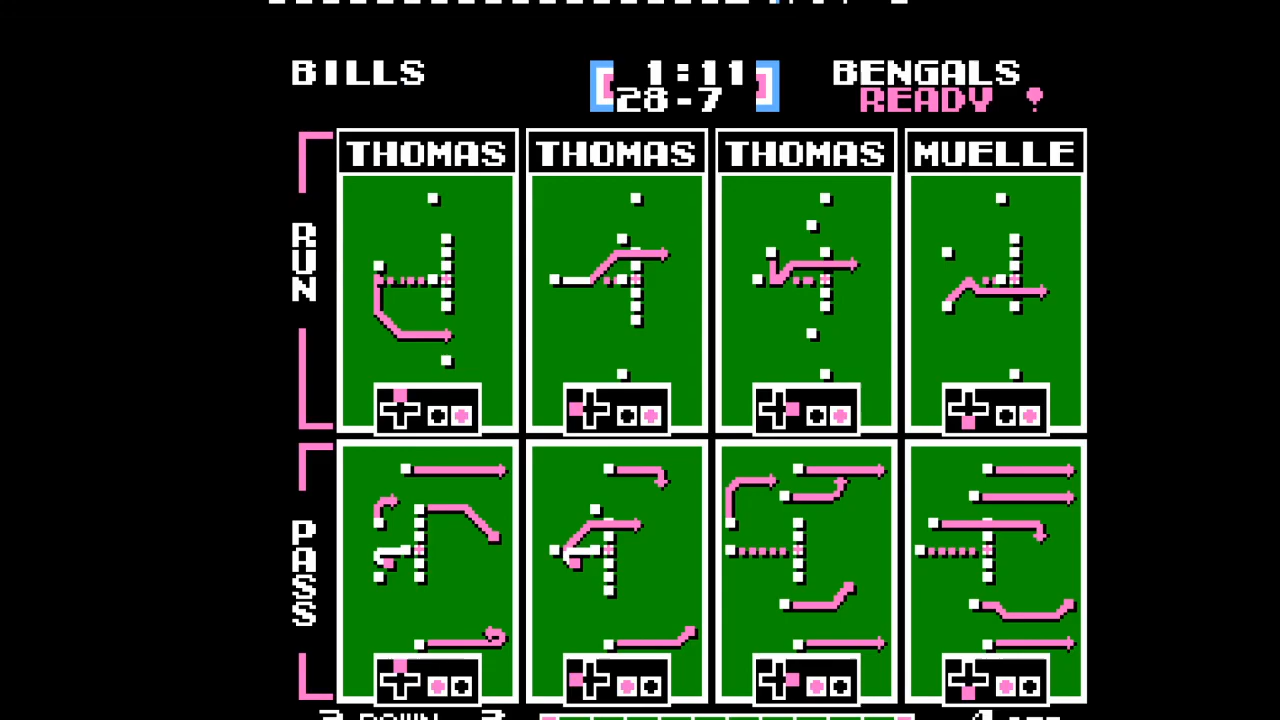 BILLS 1:11 BENGALS
28-7 READY !
THOMAS THOMAS THOMAS MUELLE
RUN
PASS